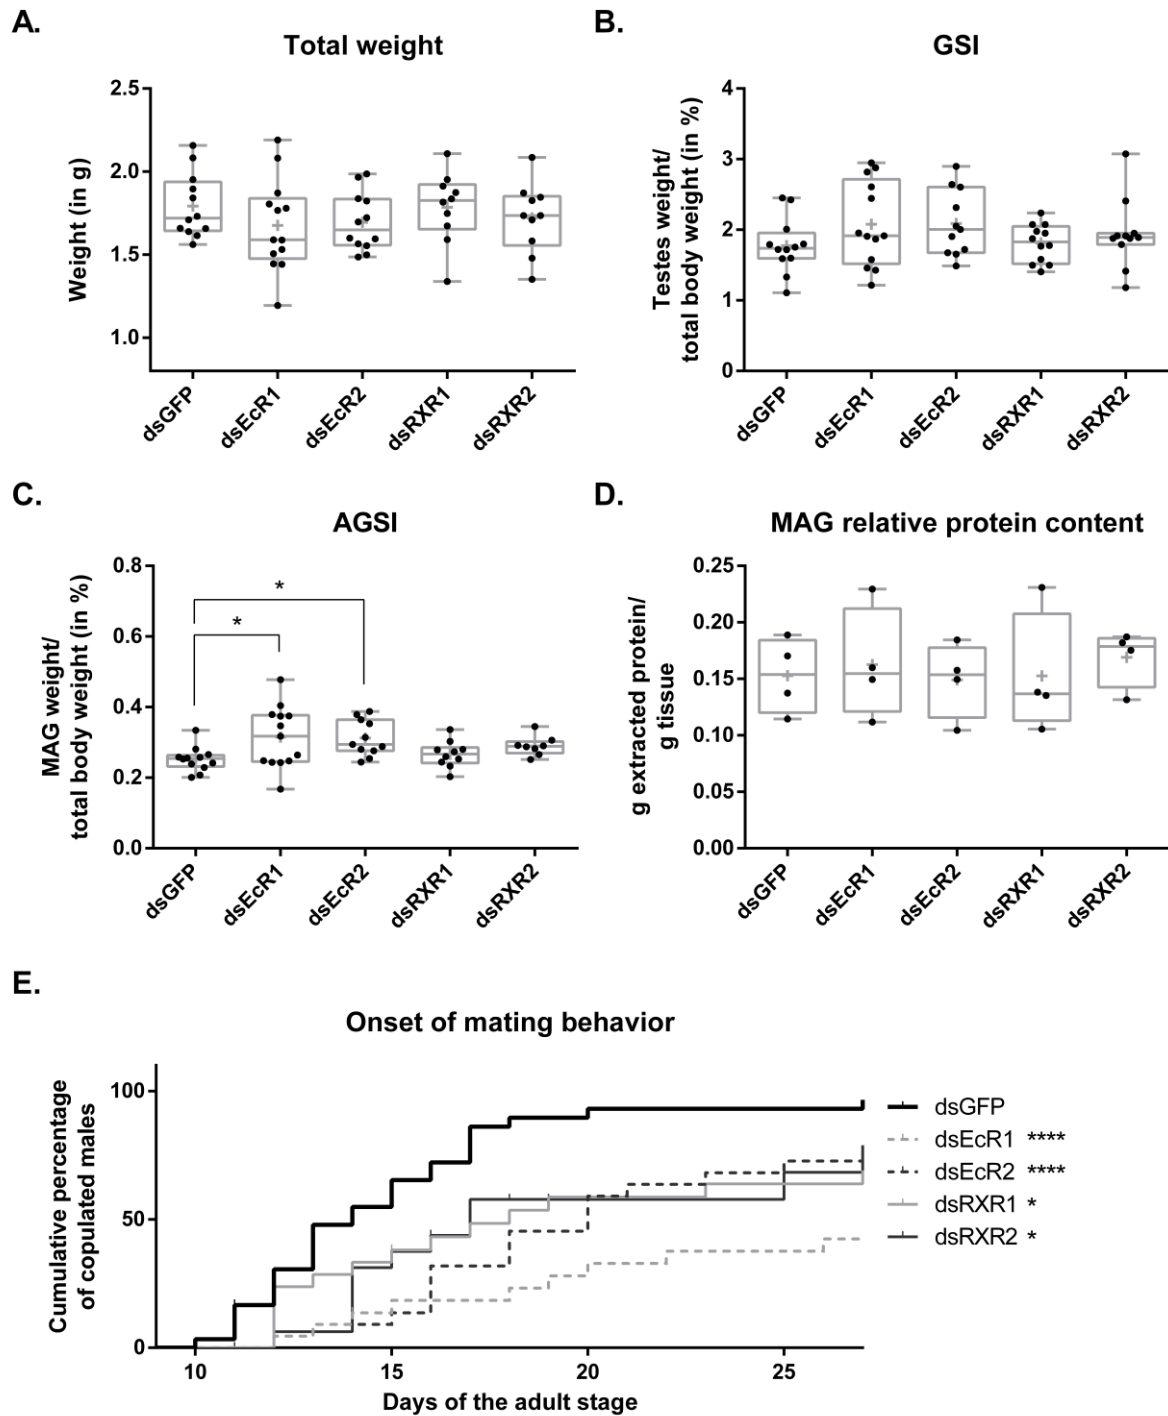 A.
Total weight
Weight (in g)
2.5
2.0
1.5
1.0
dsGFP
dsEcR1
dsEcR2
dsRXR1
dsRXR2
B.
GSI
Testes weight/
total body weight (in %)
4
3
2
1
0
dsGFP
dsEcR1
dsEcR2
dsRXR1
dsRXR2
C.
AGSI
MAG weight/
total body weight (in %)
0.8
0.6
0.4
0.2
0.0
*
*
dsGFP
dsEcR1
dsEcR2
dsRXR1
dsRXR2
D.
MAG relative protein content
g extracted protein/
g tissue
0.25
0.20
0.15
0.10
0.05
0.00
dsGFP
dsEcR1
dsEcR2
dsRXR1
dsRXR2
E.
Onset of mating behavior
Cumulative percentage
of copulated males
100
50
0
10 15 20 25
Days of the adult stage
dsGFP
dsEcR1 ****
dsEcR2 ****
dsRXR1 *
dsRXR2 *